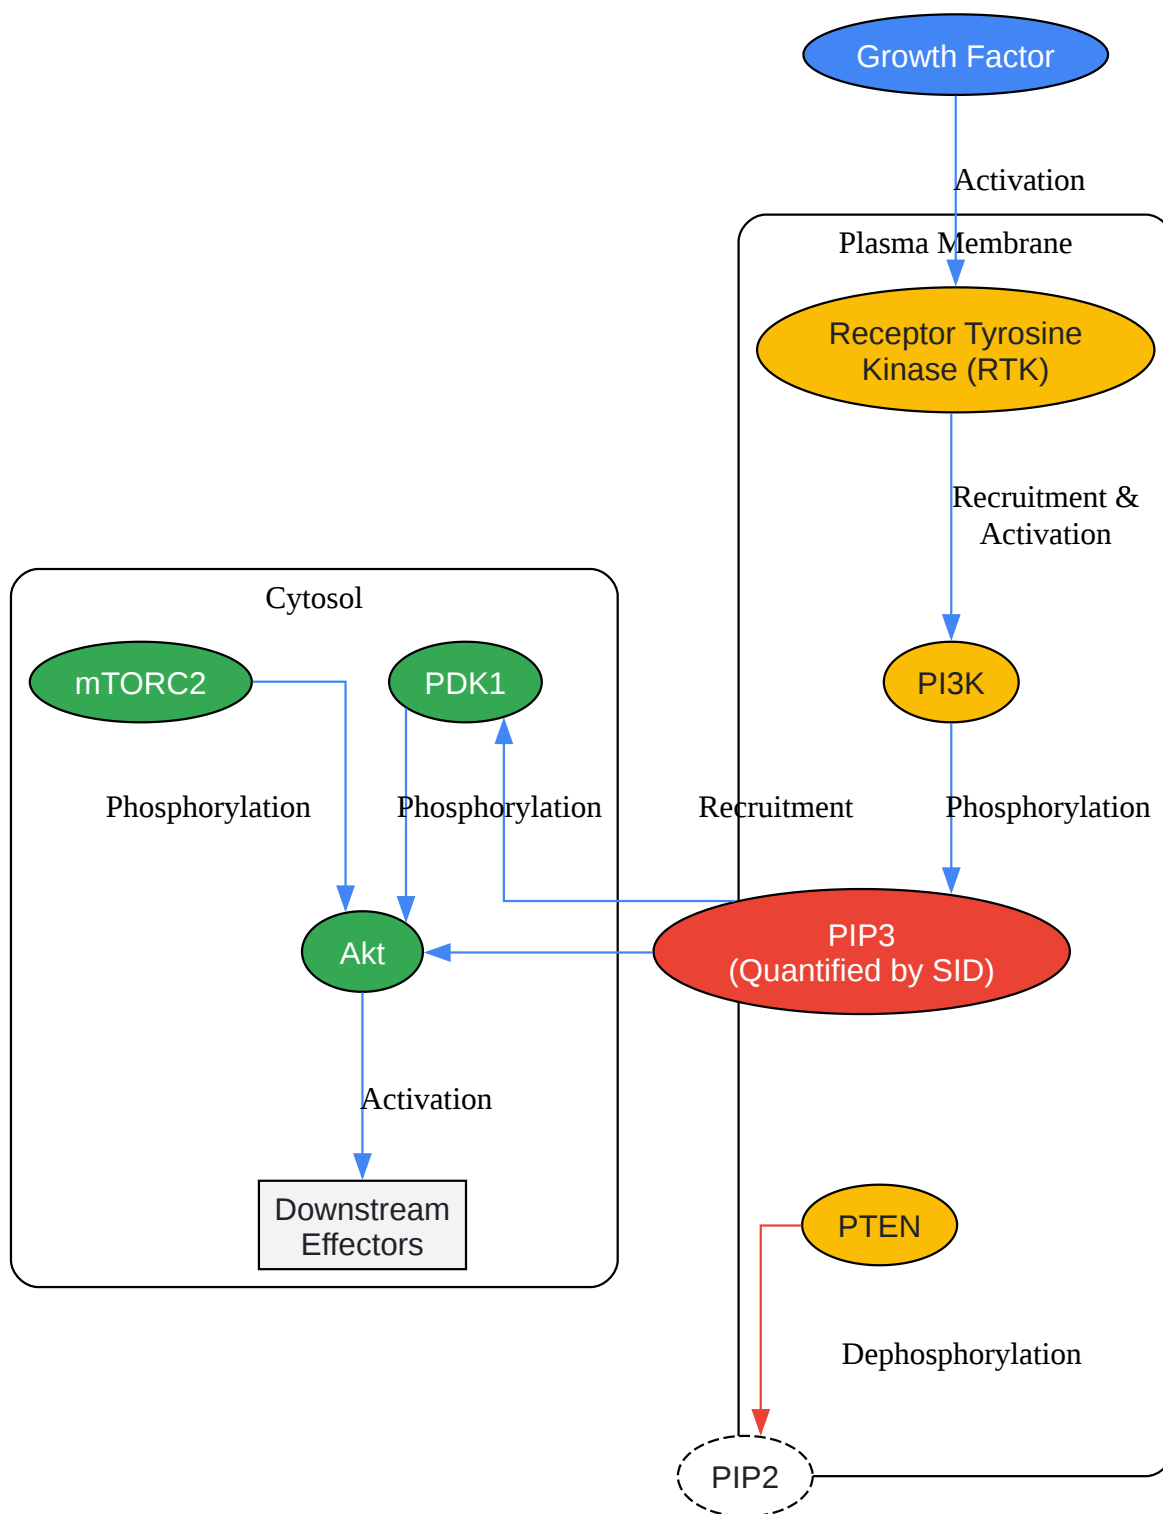 Growth Factor
Activation
Plasma Membrane
Receptor Tyrosine
Kinase (RTK)
Recruitment &
Activation
Cytosol
mTORC2
PDK1
PI3K
Phosphorylation
Phosphorylation
Recruitment
Phosphorylation
Akt
PIP3
(Quantified by SID)
Activation
Downstream
Effectors
PTEN
Dephosphorylation
PIP2